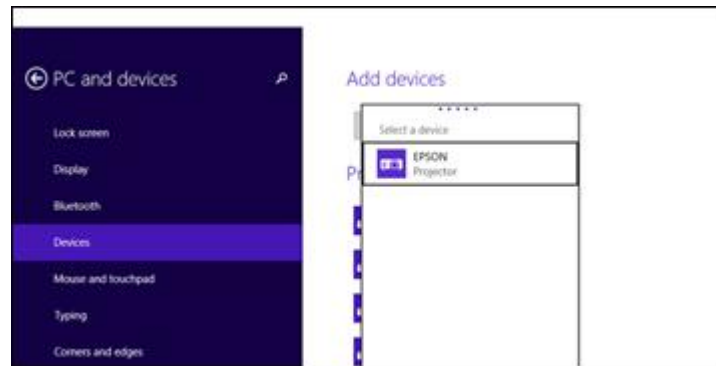 PC and devices
Lock screen
Display
Bluetooth
Devices
Mouse and touchpad
Typing
Corners and edges
Add devices
Select a device
EPSON
Projector